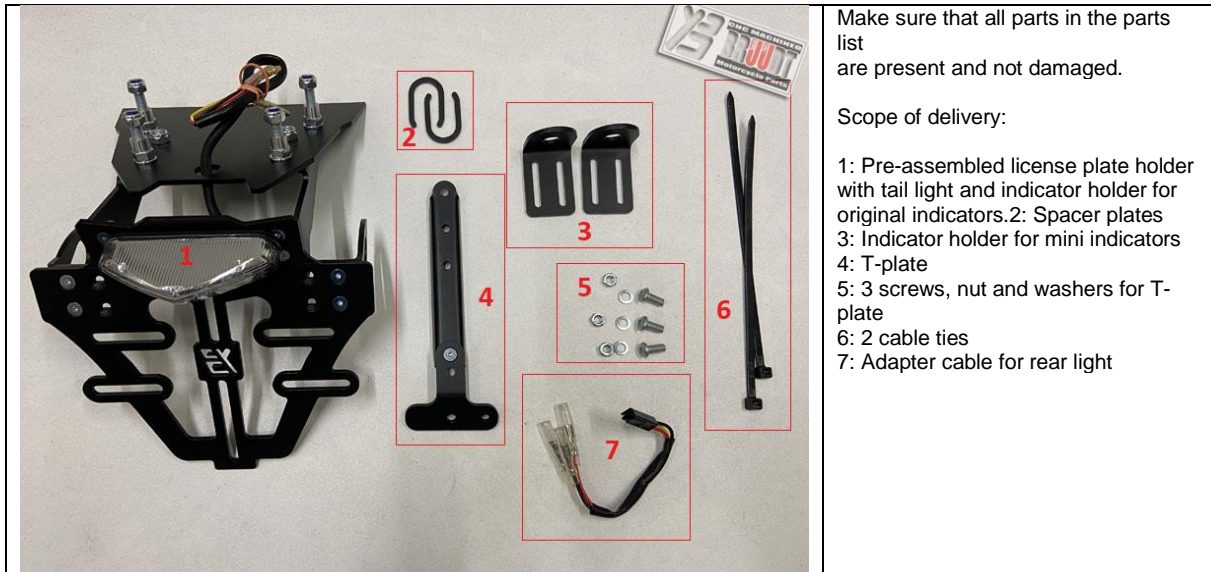 CNC MACHINED
BRUUDT
Motorcycle Parts
1
2
3
4
5
6
7
Make sure that all parts in the parts
list
are present and not damaged.
Scope of delivery:
1: Pre-assembled license plate holder
with tail light and indicator holder for
original indicators.2: Spacer plates
3: Indicator holder for mini indicators
4: T-plate
5: 3 screws, nut and washers for T-
plate
6: 2 cable ties
7: Adapter cable for rear light